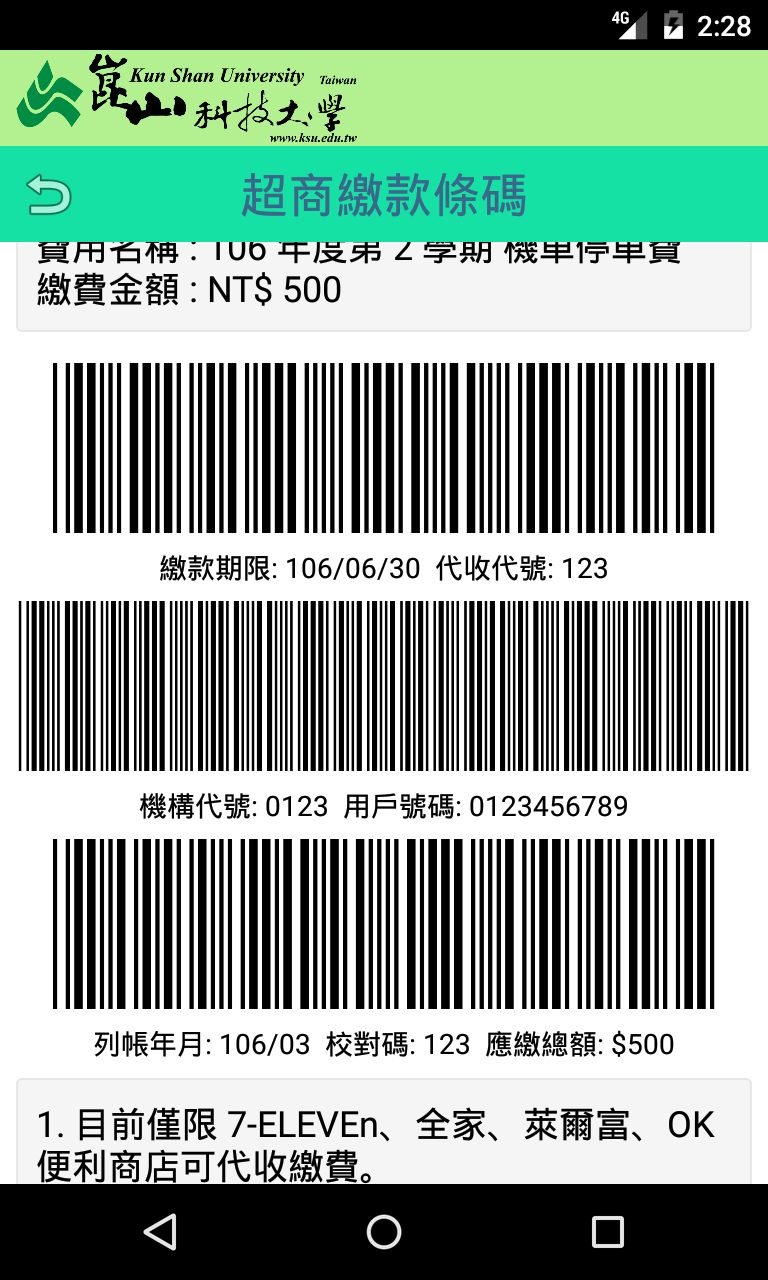 4G 2:28
Kun Shan University Taiwan
崑山科技大學
www.ksu.edu.tw
超商繳款條碼
費用名稱 : 106 年度第 2 學期 機車停車費
繳費金額 : NT$ 500
繳款期限: 106/06/30 代收代號: 123
機構代號: 0123 用戶號碼: 0123456789
列帳年月: 106/03 校對碼: 123 應繳總額: $500
1. 目前僅限 7-ELEVEn、全家、萊爾富、OK
便利商店可代收繳費。